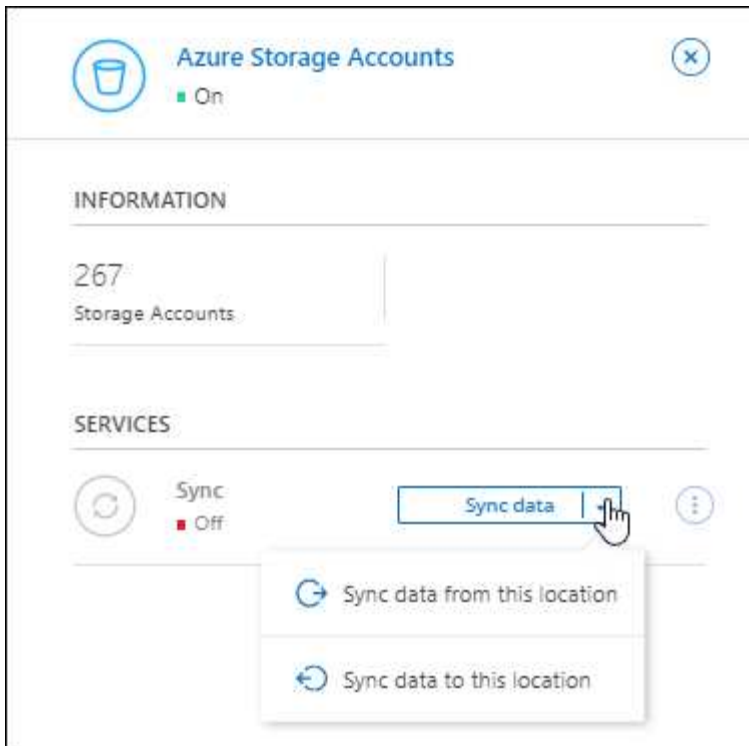 Azure Storage Accounts
On
INFORMATION
267
Storage Accounts
SERVICES
Sync
Sync data
Off
Sync data from this location
Sync data to this location